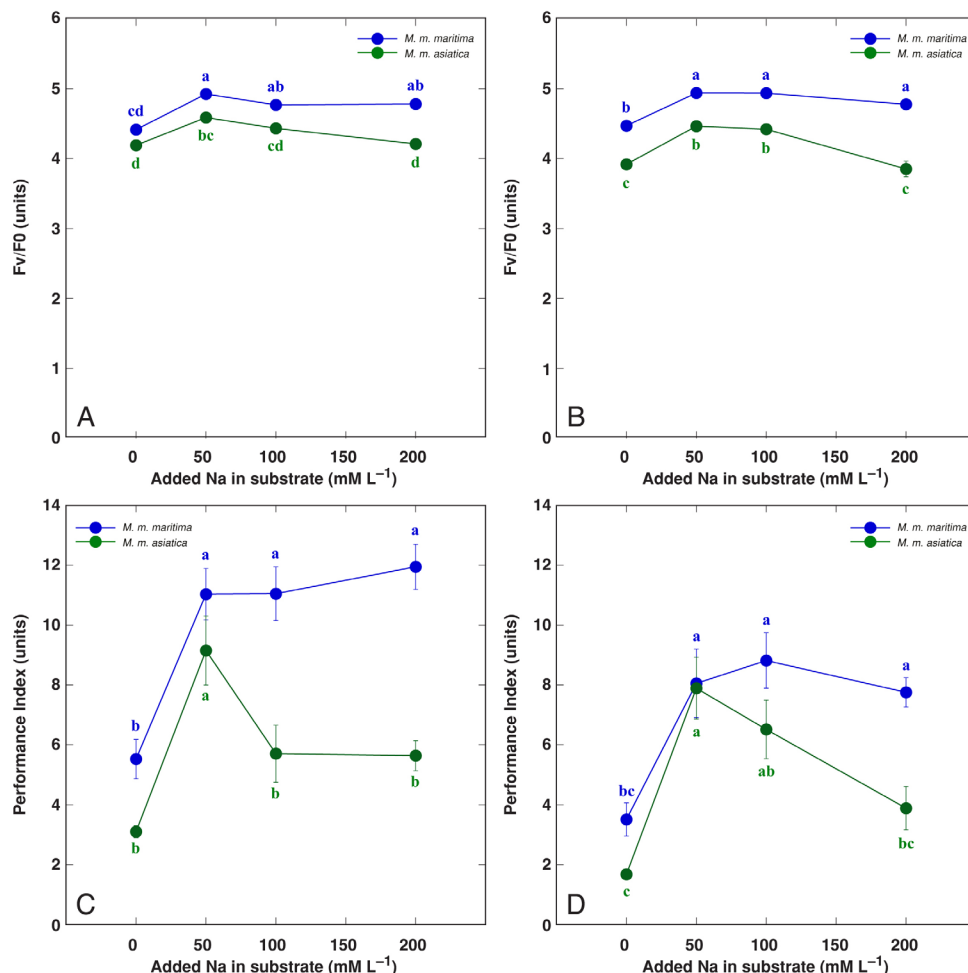 6
5
4
3
2
1
0
Fv/F0 (units)
M. m. maritima
M. m. asiatica
cd
a
ab
ab
d
bc
cd
d
A
0
50
100
150
200
Added Na in substrate (mM L⁻¹)
6
5
4
3
2
1
0
Fv/F0 (units)
M. m. maritima
M. m. asiatica
b
a
a
a
c
b
b
c
B
0
50
100
150
200
Added Na in substrate (mM L⁻¹)
14
12
10
8
6
4
2
0
Performance Index (units)
M. m. maritima
M. m. asiatica
b
a
a
a
b
a
b
b
C
0
50
100
150
200
Added Na in substrate (mM L⁻¹)
14
12
10
8
6
4
2
0
Performance Index (units)
M. m. maritima
M. m. asiatica
bc
a
a
a
c
a
ab
bc
D
0
50
100
150
200
Added Na in substrate (mM L⁻¹)